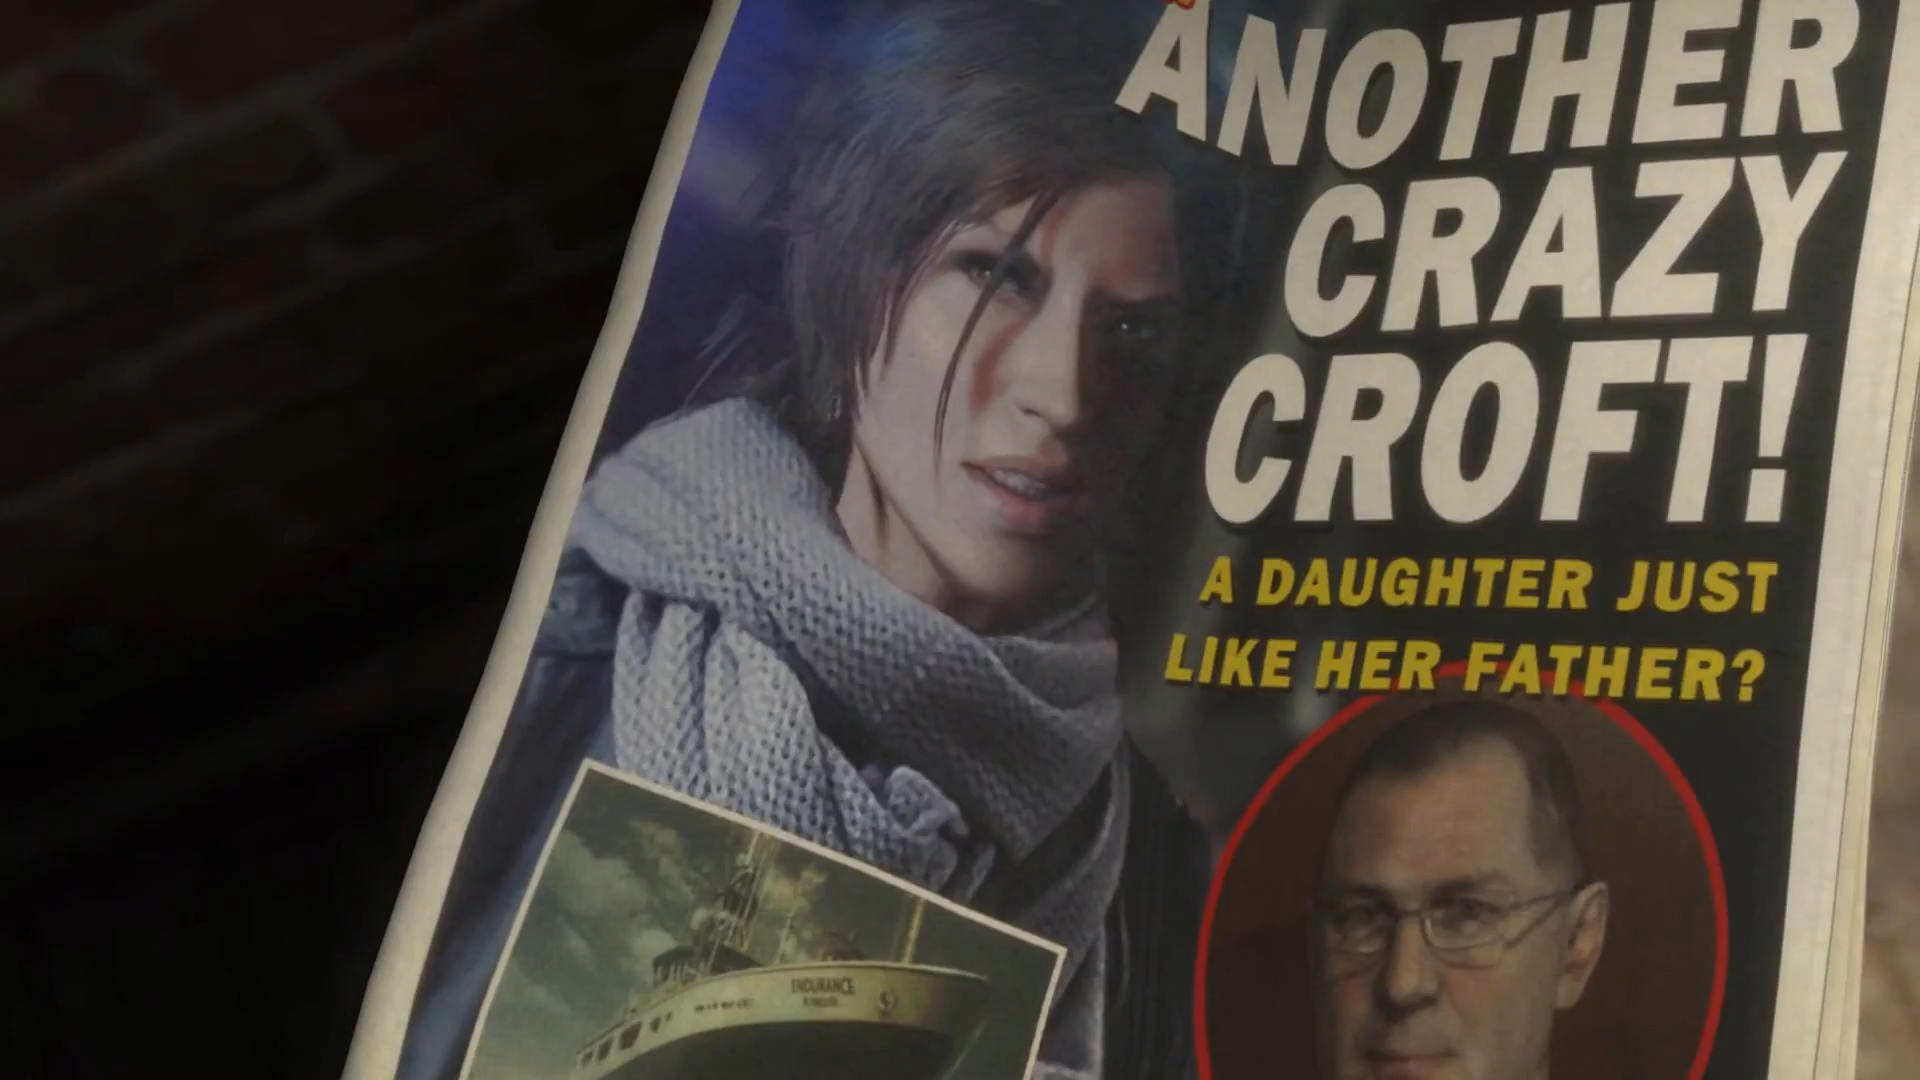 ANOTHER
CRAZY
CROFT!
A DAUGHTER JUST
LIKE HER FATHER?
ENDURANCE